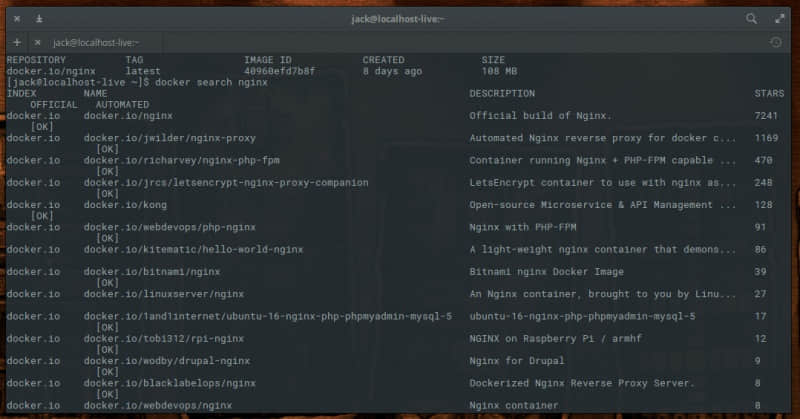 jack@localhost-live:~
jack@localhost-live:~
REPOSITORY TAG IMAGE ID CREATED SIZE
docker.io/nginx latest 40960efd7b8f 8 days ago 108 MB
[jack@localhost-live ~]$ docker search nginx
INDEX NAME DESCRIPTION STARS
OFFICIAL AUTOMATED
docker.io docker.io/nginx Official build of Nginx. 7241
[OK]
docker.io docker.io/jwilder/nginx-proxy Automated Nginx reverse proxy for docker c... 1169
[OK]
docker.io docker.io/richarvey/nginx-php-fpm Container running Nginx + PHP-FPM capable ... 470
[OK]
docker.io docker.io/jrcs/letsencrypt-nginx-proxy-companion LetsEncrypt container to use with nginx as... 248
[OK]
docker.io docker.io/kong Open-source Microservice & API Management ... 128
[OK]
docker.io docker.io/webdevops/php-nginx Nginx with PHP-FPM 91
[OK]
docker.io docker.io/kitematic/hello-world-nginx A light-weight nginx container that demons... 86
docker.io docker.io/bitnami/nginx Bitnami nginx Docker Image 39
[OK]
docker.io docker.io/linuxserver/nginx An Nginx container, brought to you by Linu... 27
docker.io docker.io/1and1internet/ubuntu-16-nginx-php-phpmyadmin-mysql-5 ubuntu-16-nginx-php-phpmyadmin-mysql-5 17
[OK]
docker.io docker.io/tobi312/rpi-nginx NGINX on Raspberry Pi / armhf 12
[OK]
docker.io docker.io/wodby/drupal-nginx Nginx for Drupal 9
[OK]
docker.io docker.io/blacklabelops/nginx Dockerized Nginx Reverse Proxy Server. 8
[OK]
docker.io docker.io/webdevops/nginx Nginx container 8